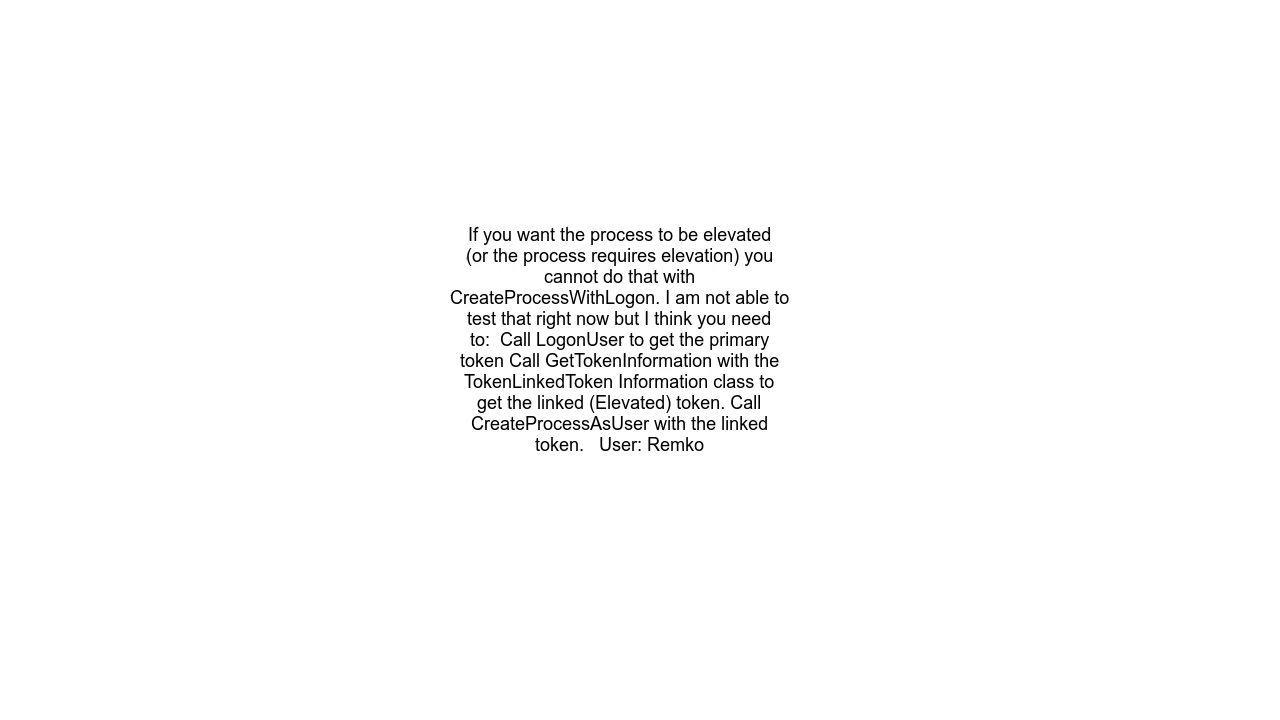 If you want the process to be elevated
(or the process requires elevation) you
cannot do that with
CreateProcessWithLogon. I am not able to
test that right now but I think you need
to:  Call LogonUser to get the primary
token Call GetTokenInformation with the
TokenLinkedToken Information class to
get the linked (Elevated) token. Call
CreateProcessAsUser with the linked
token.   User: Remko